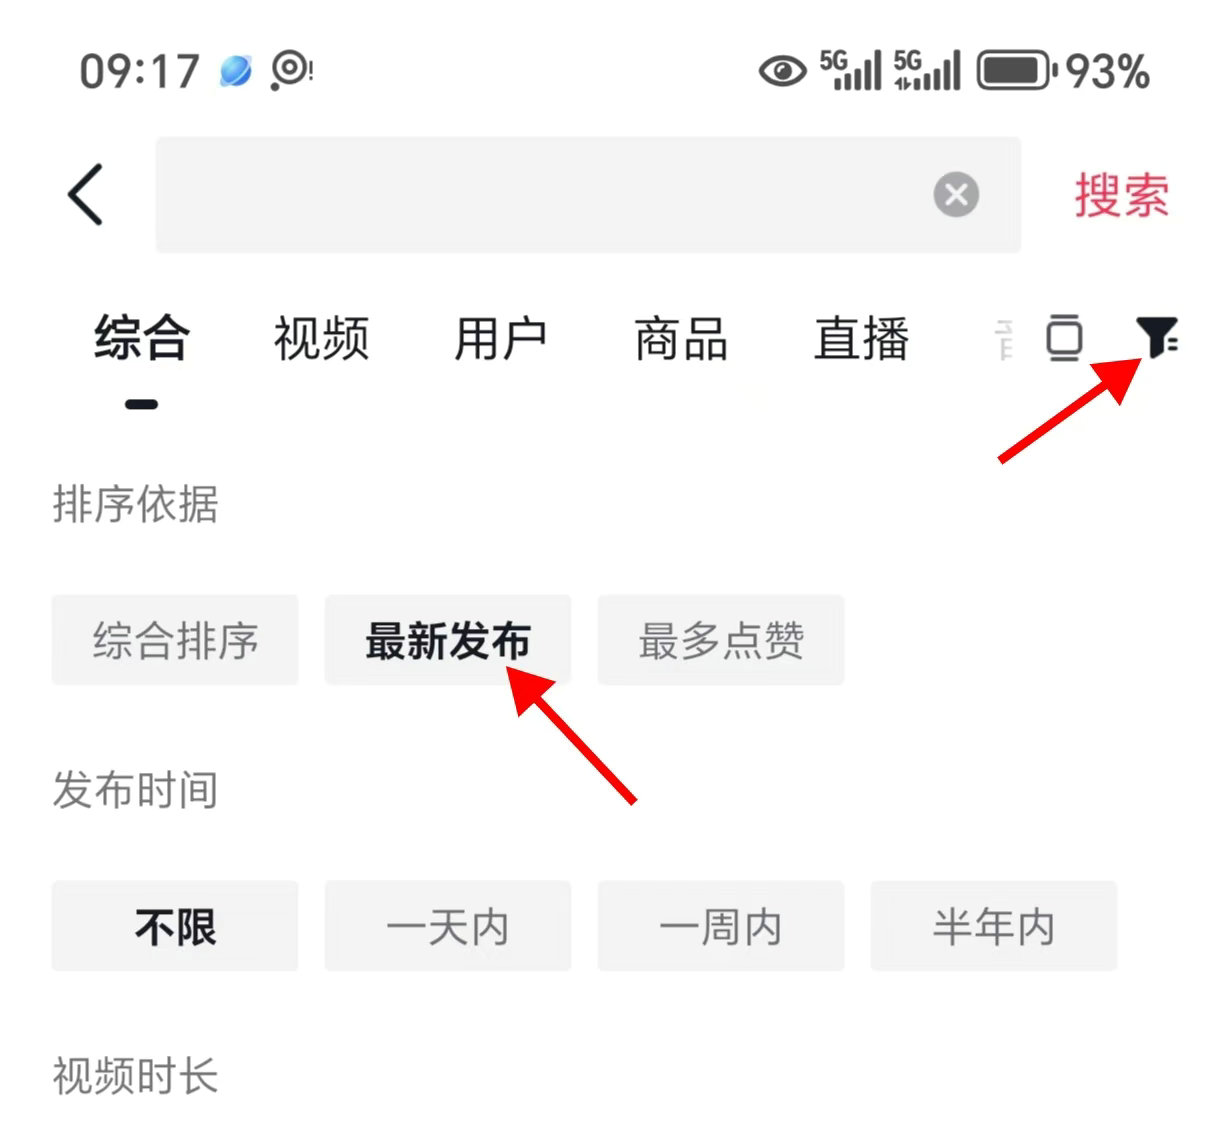 09:17 5G 5G 93%
搜索
综合 视频 用户 商品 直播
排序依据
综合排序 最新发布 最多点赞
发布时间
不限 一天内 一周内 半年内
视频时长